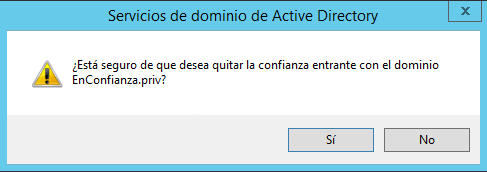 Servicios de dominio de Active Directory
x
¿Está seguro de que desea quitar la confianza entrante con el dominio
EnConfianza.priv?
Sí
No